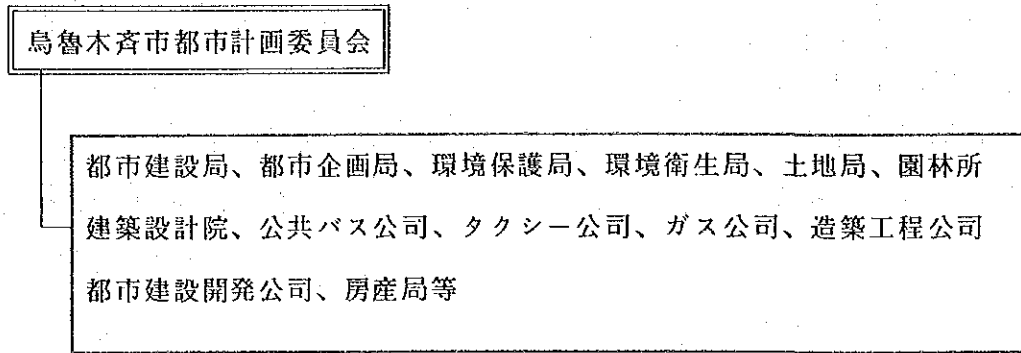 烏魯木斉市都市計画委員会
都市建設局、都市企画局、環境保護局、環境衛生局、土地局、園林所
建築設計院、公共バス公司、タクシー公司、ガス公司、造築工程公司
都市建設開発公司、房産局等